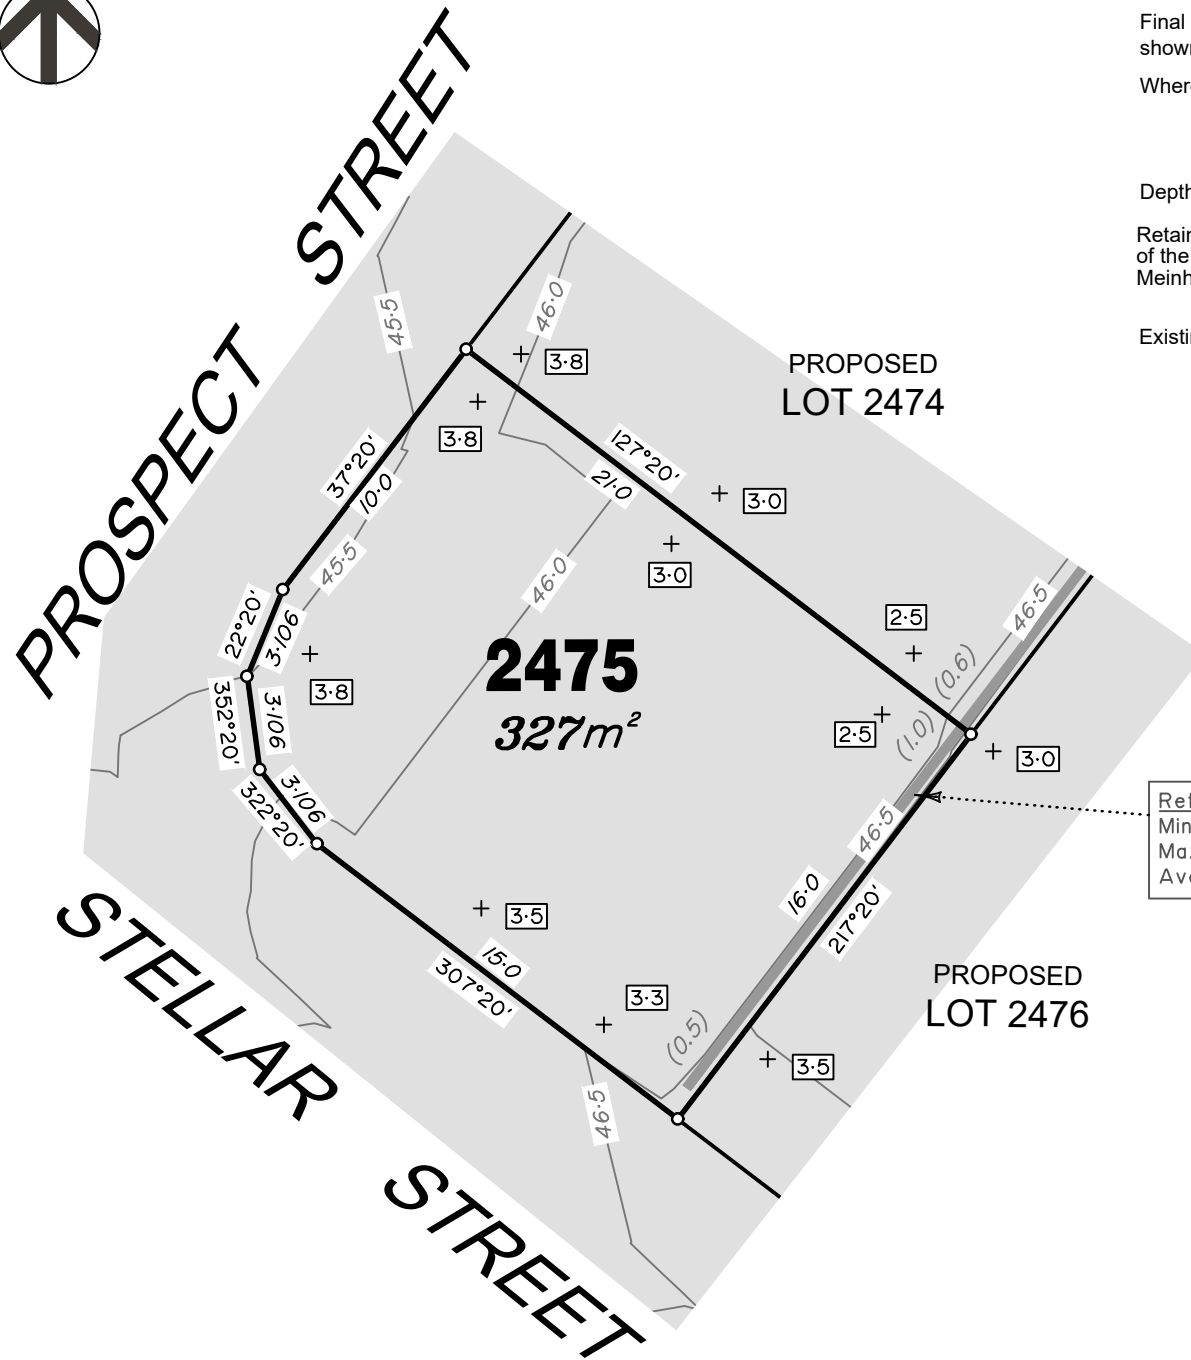 Final
shown
Where
Depth
Retain
of the
Meinh
Existin
PROSPECT STREET
45·5
46·0
3·8
3·8
PROPOSED
LOT 2474
127°20'
21·0
37°20'
10·0
3·0
3·0
45·5
46·0
22°20'
3·106
3·8
2475
327m²
2·5
2·5
46·5
(0.6)
(1.0)
3·0
352°20'
3·106
322°20'
3·106
Min
Ma
Ave
46·5
16·0
217°20'
3·5
15·0
307°20'
3·3
(0.5)
PROPOSED
LOT 2476
3·5
46·5
STELLAR STREET